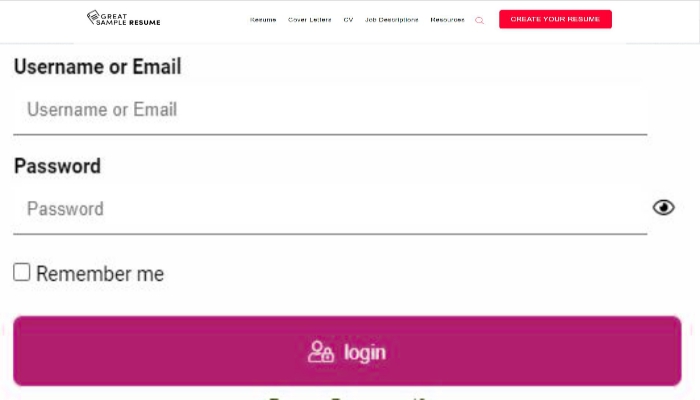 GREAT
SAMPLE RESUME
Resume Cover Letters CV Job Descriptions Resources CREATE YOUR RESUME
Username or Email
Username or Email
Password
Password
Remember me
login